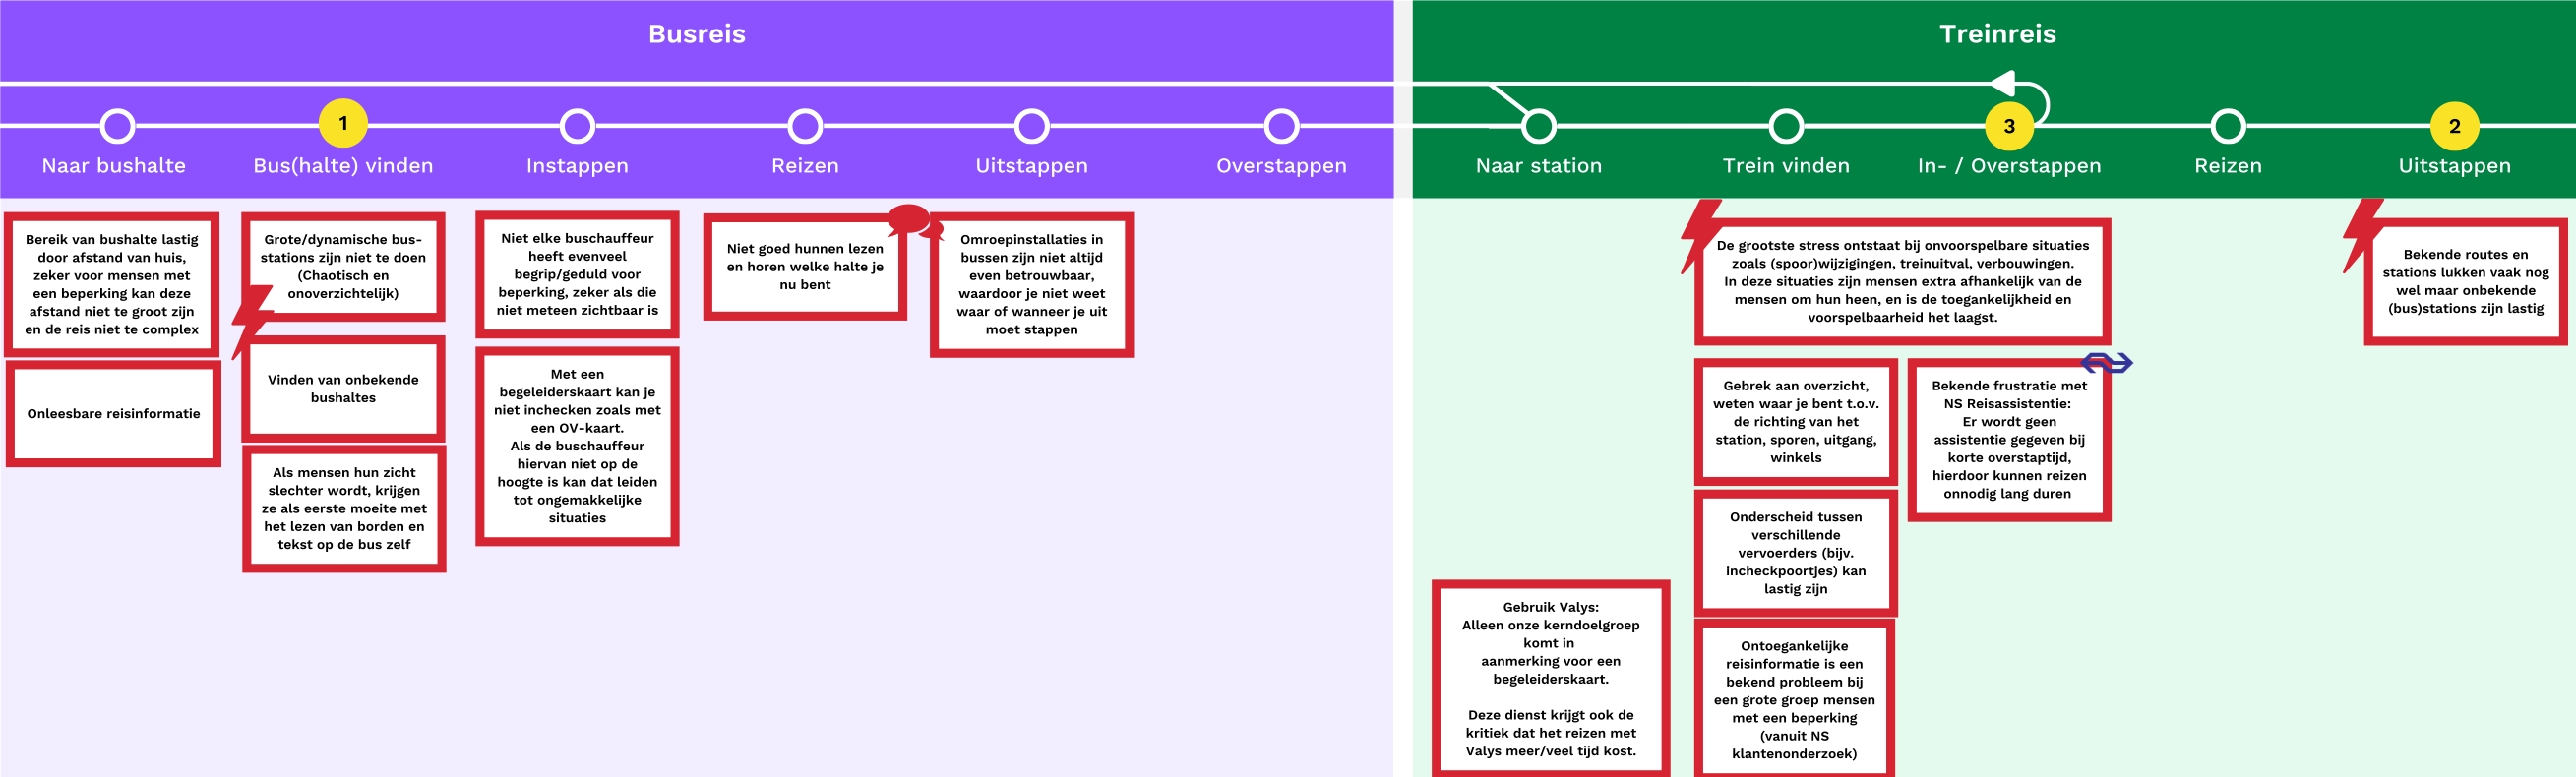 Busreis
Treinreis
1
3
2
Naar bushalte
Bus(halte) vinden
Instappen
Reizen
Uitstappen
Overstappen
Naar station
Trein vinden
In- / Overstappen
Reizen
Uitstappen
Bereik van bushalte lastig
door afstand van huis,
zeker voor mensen met
een beperking kan deze
afstand niet te groot zijn
en de reis niet te complex
Onleesbare reisinformatie
Grote/dynamische bus-
stations zijn niet te doen
(Chaotisch en
onoverzichtelijk)
Vinden van onbekende
bushaltes
Als mensen hun zicht
slechter wordt, krijgen
ze als eerste moeite met
het lezen van borden en
tekst op de bus zelf
Niet elke buschauffeur
heeft evenveel
begrip/geduld voor
beperking, zeker als die
niet meteen zichtbaar is
Met een
begeleiderskaart kan je
niet inchecken zoals met
een OV-kaart.
Als de buschauffeur
hiervan niet op de
hoogte is kan dat leiden
tot ongemakkelijke
situaties
Niet goed hunnen lezen
en horen welke halte je
nu bent
Omroepinstallaties in
bussen zijn niet altijd
even betrouwbaar,
waardoor je niet weet
waar of wanneer je uit
moet stappen
Gebruik Valys:
Alleen onze kerndoelgroep
komt in
aanmerking voor een
begeleiderskaart.
Deze dienst krijgt ook de
kritiek dat het reizen met
Valys meer/veel tijd kost.
De grootste stress ontstaat bij onvoorspelbare situaties
zoals (spoor)wijzigingen, treinuitval, verbouwingen.
In deze situaties zijn mensen extra afhankelijk van de
mensen om hun heen, en is de toegankelijkheid en
voorspelbaarheid het laagst.
Gebrek aan overzicht,
weten waar je bent t.o.v.
de richting van het
station, sporen, uitgang,
winkels
Onderscheid tussen
verschillende
vervoerders (bijv.
incheckpoortjes) kan
lastig zijn
Ontoegankelijke
reisinformatie is een
bekend probleem bij
een grote groep mensen
met een beperking
(vanuit NS
klantenonderzoek)
Bekende frustratie met
NS Reisassistentie:
Er wordt geen
assistentie gegeven bij
korte overstaptijd,
hierdoor kunnen reizen
onnodig lang duren
Bekende routes en
stations lukken vaak nog
wel maar onbekende
(bus)stations zijn lastig